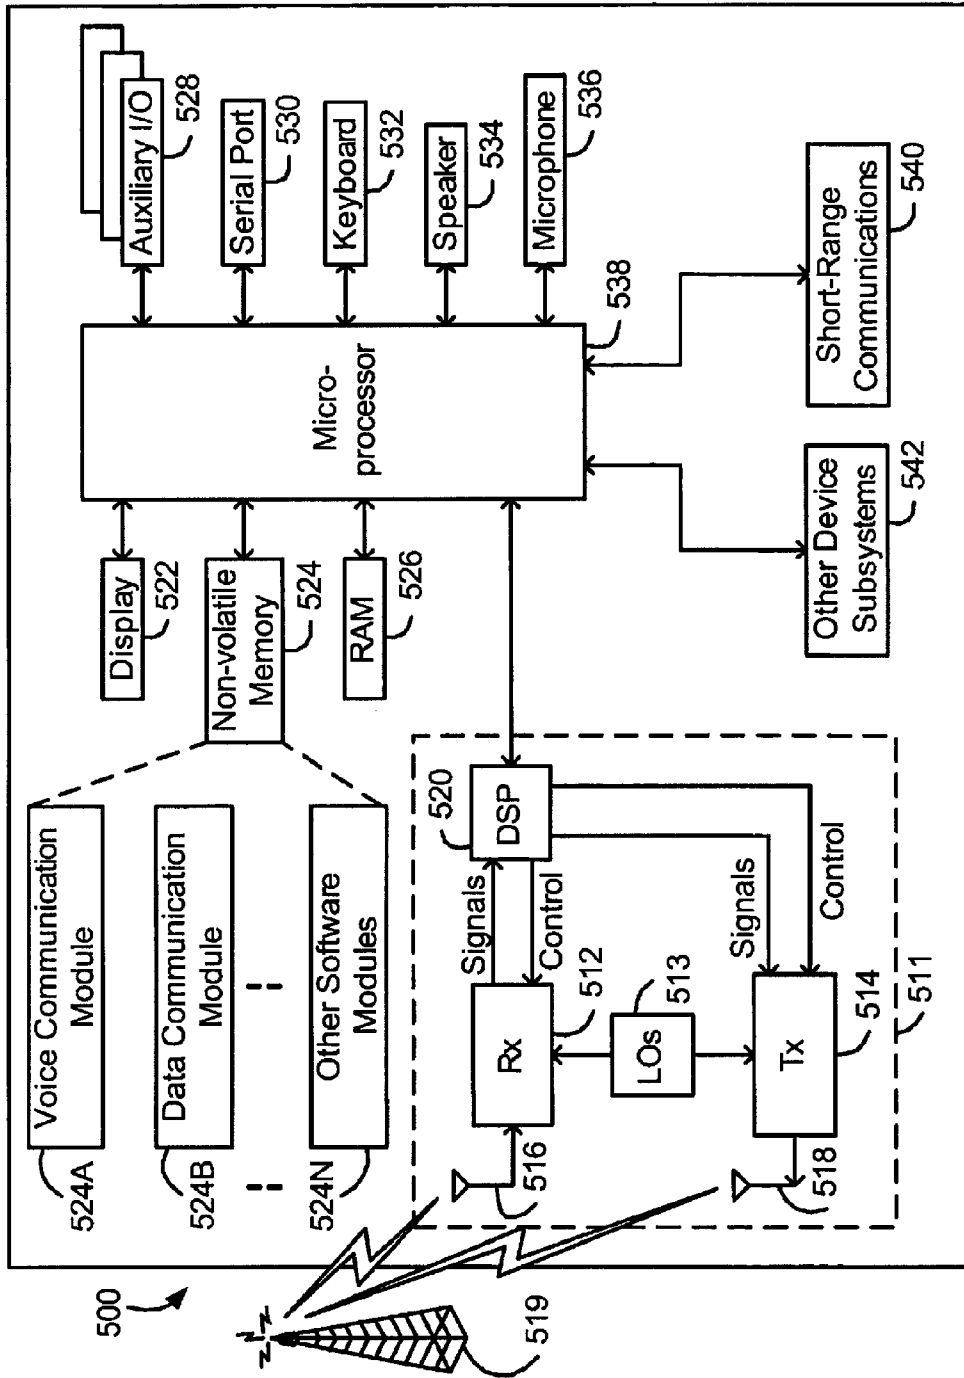 500
519
524A
Voice Communication
Module
524B
Data Communication
Module
524N
Other Software
Modules
Display
522
Non-volatile
Memory
524
RAM
526
Micro-
processor
538
Auxiliary I/O
528
Serial Port
530
Keyboard
532
Speaker
534
Microphone
536
516
Rx
512
Signals
Control
520
DSP
LOs
513
518
Tx
514
Signals
Control
511
Other Device
Subsystems
542
Short-Range
Communications
540